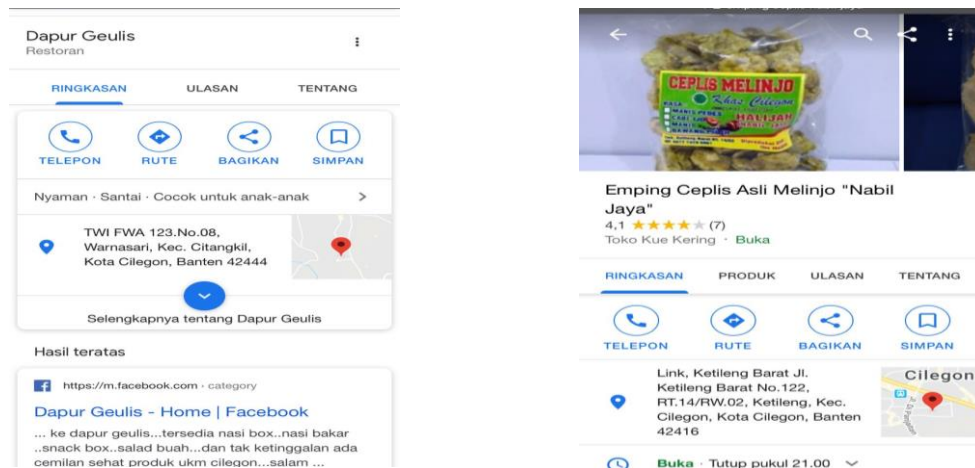 Dapur Geulis
Restoran
RINGKASAN ULASAN TENTANG
TELEPON RUTE BAGIKAN SIMPAN
Nyaman · Santai · Cocok untuk anak-anak
TWI FWA 123.No.08,
Warnasari, Kec. Citangkil,
Kota Cilegon, Banten 42444
Selengkapnya tentang Dapur Geulis
Hasil teratas
https://m.facebook.com · category
Dapur Geulis - Home | Facebook
... ke dapur geulis...tersedia nasi box..nasi bakar
..snack box..salad buah...dan tak ketinggalan ada
cemilan sehat produk ukm cilegon...salam ...
CEPLIS MELINJO
Khas Cilegon
HALIJAH
Emping Ceplis Asli Melinjo "Nabil
Jaya"
4,1 (7)
Toko Kue Kering · Buka
RINGKASAN PRODUK ULASAN TENTANG
TELEPON RUTE BAGIKAN SIMPAN
Link, Ketileng Barat Jl.
Ketileng Barat No.122,
RT.14/RW.02, Ketileng, Kec.
Cilegon, Kota Cilegon, Banten
42416
Cilegon
Buka · Tutup pukul 21.00